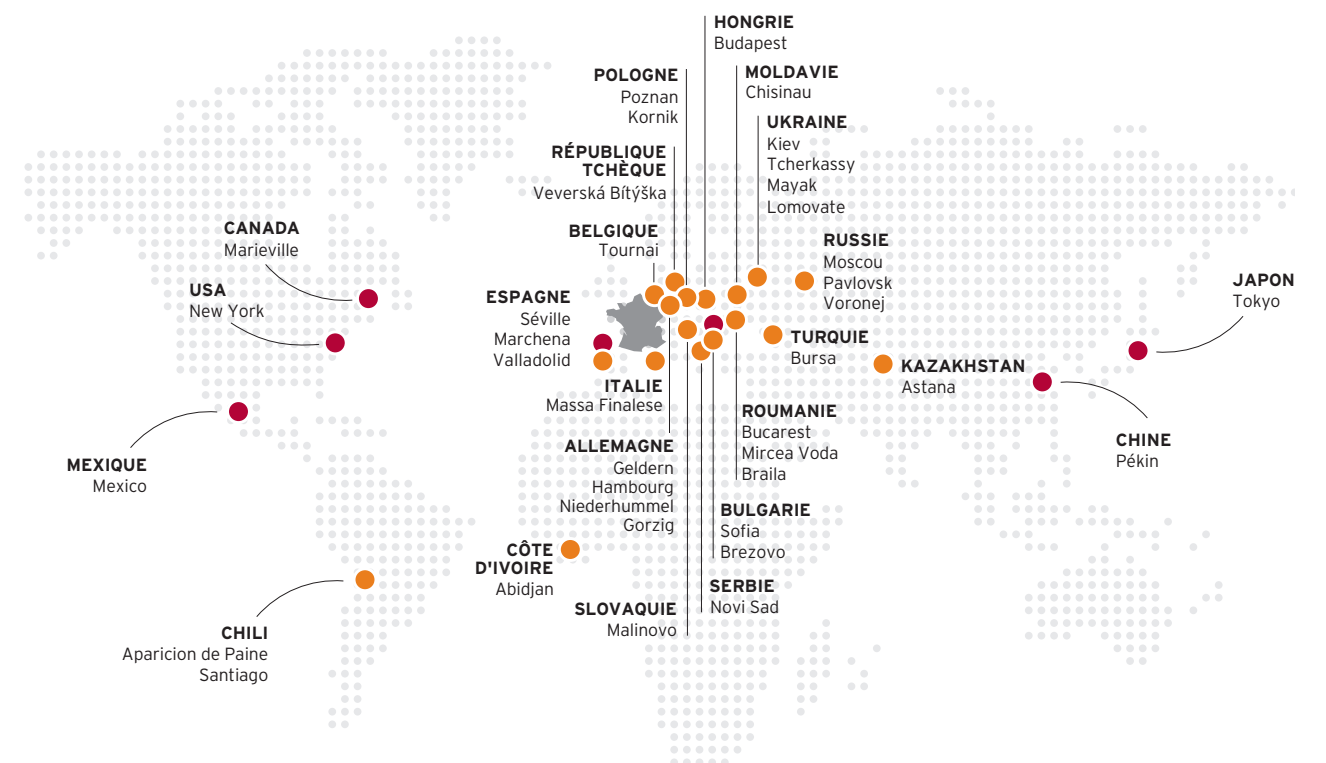 HONGRIE
Budapest
POLOGNE
Poznan
Kornik
MOLDAVIE
Chisinau
UKRAINE
Kiev
Tcherkassy
Mayak
Lomovate
RÉPUBLIQUE
TCHÈQUE
Veverská Bítýška
BELGIQUE
Tournai
CANADA
Marieville
RUSSIE
Moscou
Pavlovsk
Voronej
USA
New York
ESPAGNE
Séville
Marchena
Valladolid
JAPON
Tokyo
TURQUIE
Bursa
KAZAKHSTAN
Astana
ITALIE
Massa Finalese
ROUMANIE
Bucarest
Mircea Voda
Braila
ALLEMAGNE
Geldern
Hambourg
Niederhummel
Gorzig
CHINE
Pékin
MEXIQUE
Mexico
BULGARIE
Sofia
Brezovo
CÔTE
D'IVOIRE
Abidjan
SERBIE
Novi Sad
SLOVAQUIE
Malinovo
CHILI
Aparicion de Paine
Santiago